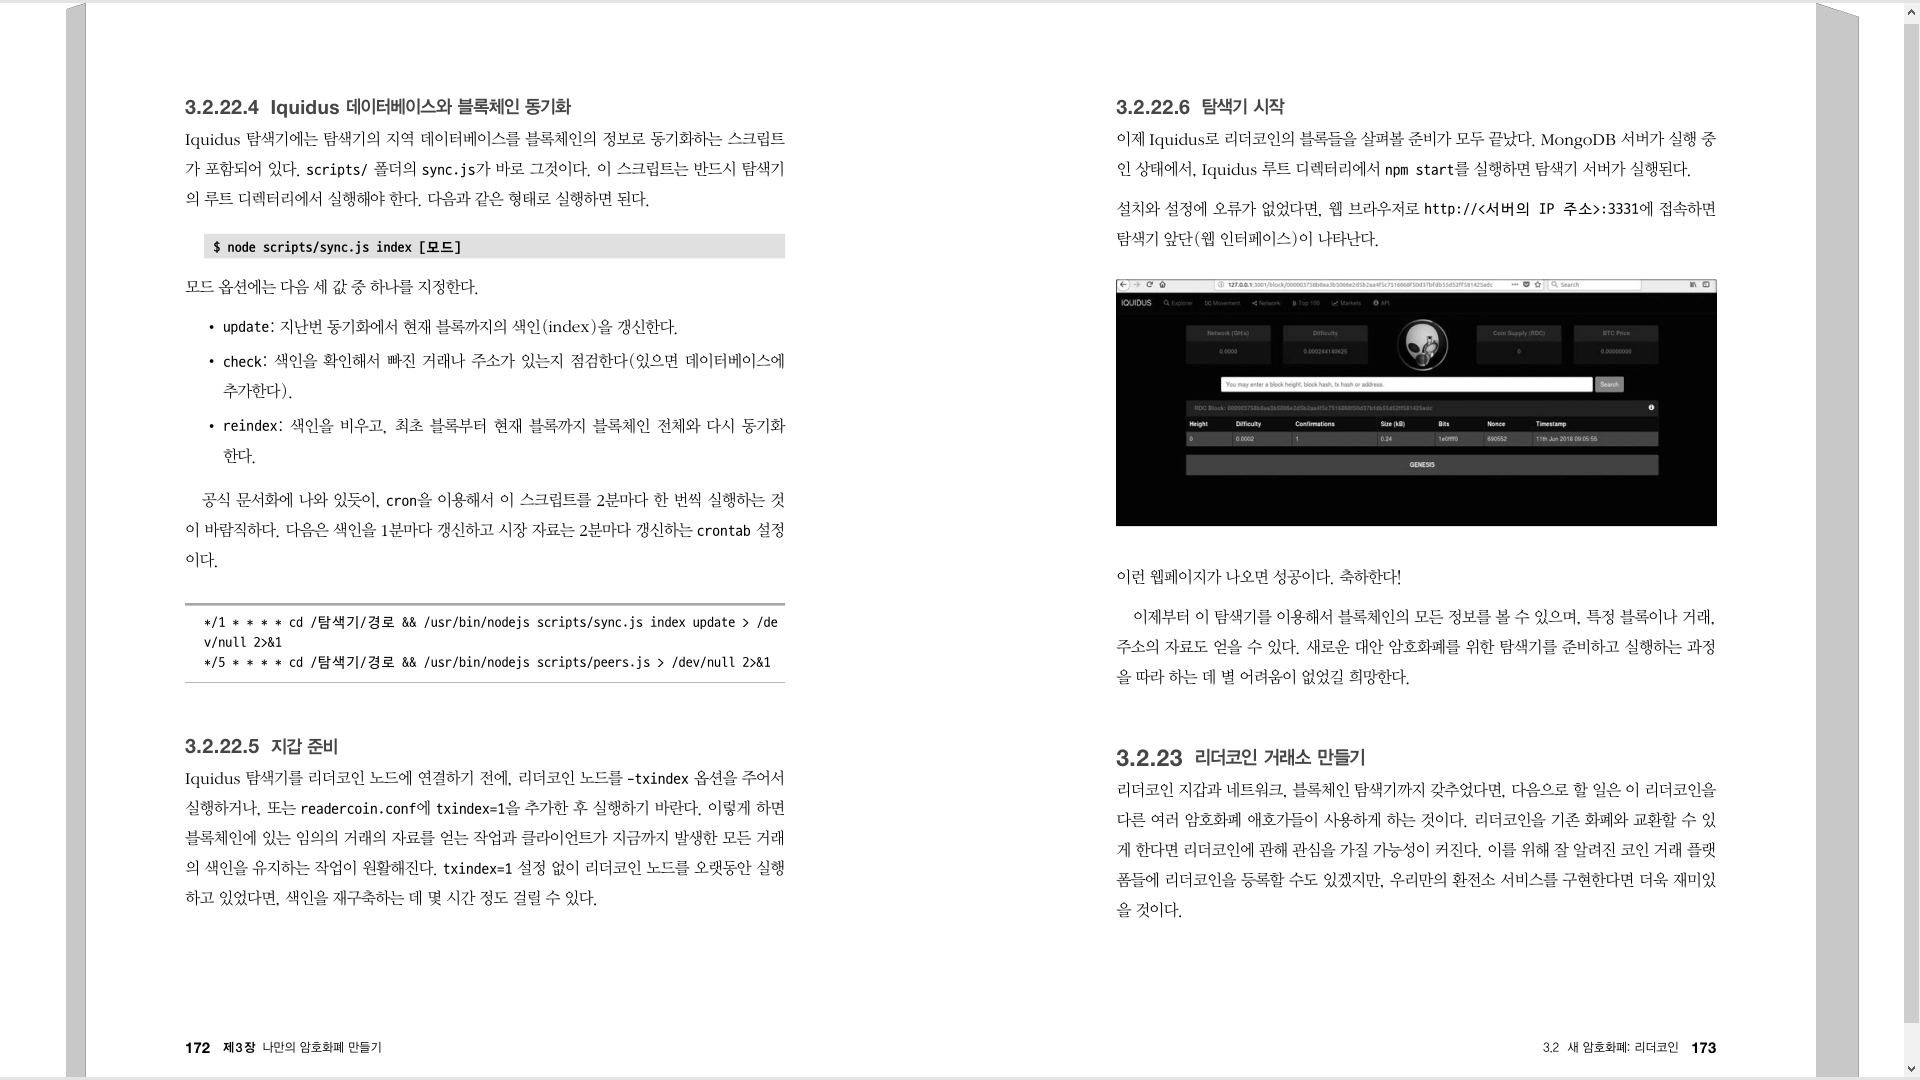 3.2.22.4 Iquidus 데이터베이스와 블록체인 동기화
Iquidus 탐색기에는 탐색기의 지역 데이터베이스를 블록체인의 정보로 동기화하는 스크립트
가 포함되어 있다. scripts/ 폴더의 sync.js가 바로 그것이다. 이 스크립트는 반드시 탐색기
의 루트 디렉터리에서 실행해야 한다. 다음과 같은 형태로 실행하면 된다.
$ node scripts/sync.js index [모드]
모드 옵션에는 다음 세 값 중 하나를 지정한다.
• update: 지난번 동기화에서 현재 블록까지의 색인(index)을 갱신한다.
• check: 색인을 확인해서 빠진 거래나 주소가 있는지 점검한다(있으면 데이터베이스에
추가한다).
• reindex: 색인을 비우고, 최초 블록부터 현재 블록까지 블록체인 전체와 다시 동기화
한다.
공식 문서화에 나와 있듯이, cron을 이용해서 이 스크립트를 2분마다 한 번씩 실행하는 것
이 바람직하다. 다음은 색인을 1분마다 갱신하고 시장 자료는 2분마다 갱신하는 crontab 설정
이다.
*/1 * * * * cd /탐색기/경로 && /usr/bin/nodejs scripts/sync.js index update > /de
v/null 2>&1
*/5 * * * * cd /탐색기/경로 && /usr/bin/nodejs scripts/peers.js > /dev/null 2>&1
3.2.22.5 지갑 준비
Iquidus 탐색기를 리더코인 노드에 연결하기 전에, 리더코인 노드를 -txindex 옵션을 주어서
실행하거나, 또는 readercoin.conf에 txindex=1을 추가한 후 실행하기 바란다. 이렇게 하면
블록체인에 있는 임의의 거래의 자료를 얻는 작업과 클라이언트가 지금까지 발생한 모든 거래
의 색인을 유지하는 작업이 원활해진다. txindex=1 설정 없이 리더코인 노드를 오랫동안 실행
하고 있었다면, 색인을 재구축하는 데 몇 시간 정도 걸릴 수 있다.
172 제3장 나만의 암호화폐 만들기
3.2.22.6 탐색기 시작
이제 Iquidus로 리더코인의 블록들을 살펴볼 준비가 모두 끝났다. MongoDB 서버가 실행 중
인 상태에서, Iquidus 루트 디렉터리에서 npm start를 실행하면 탐색기 서버가 실행된다.
설치와 설정에 오류가 없었다면, 웹 브라우저로 http://<서버의 IP 주소>:3331에 접속하면
탐색기 앞단(웹 인터페이스)이 나타난다.
Search
IQUIDUS Explorer Movement Network Top 100 Markets API
Network (GH/s) Difficulty Coin Supply (RDC) BTC Price
0.0000 0.000244140625 0 0.00000000
You may enter a block height, block hash, tx hash or address. Search
RDC Block:
Height Difficulty Confirmations Size (kB) Bits Nonce Timestamp
0 0.0002 1 0.24 1e0ffff0 690552 11th Jun 2018 09:05:55
GENESIS
이런 웹페이지가 나오면 성공이다. 축하한다!
이제부터 이 탐색기를 이용해서 블록체인의 모든 정보를 볼 수 있으며, 특정 블록이나 거래,
주소의 자료도 얻을 수 있다. 새로운 대안 암호화폐를 위한 탐색기를 준비하고 실행하는 과정
을 따라 하는 데 별 어려움이 없었길 희망한다.
3.2.23 리더코인 거래소 만들기
리더코인 지갑과 네트워크, 블록체인 탐색기까지 갖추었다면, 다음으로 할 일은 이 리더코인을
다른 여러 암호화폐 애호가들이 사용하게 하는 것이다. 리더코인을 기존 화폐와 교환할 수 있
게 한다면 리더코인에 관해 관심을 가질 가능성이 커진다. 이를 위해 잘 알려진 코인 거래 플랫
폼들에 리더코인을 등록할 수도 있겠지만, 우리만의 환전소 서비스를 구현한다면 더욱 재미있
을 것이다.
3.2 새 암호화폐: 리더코인 173